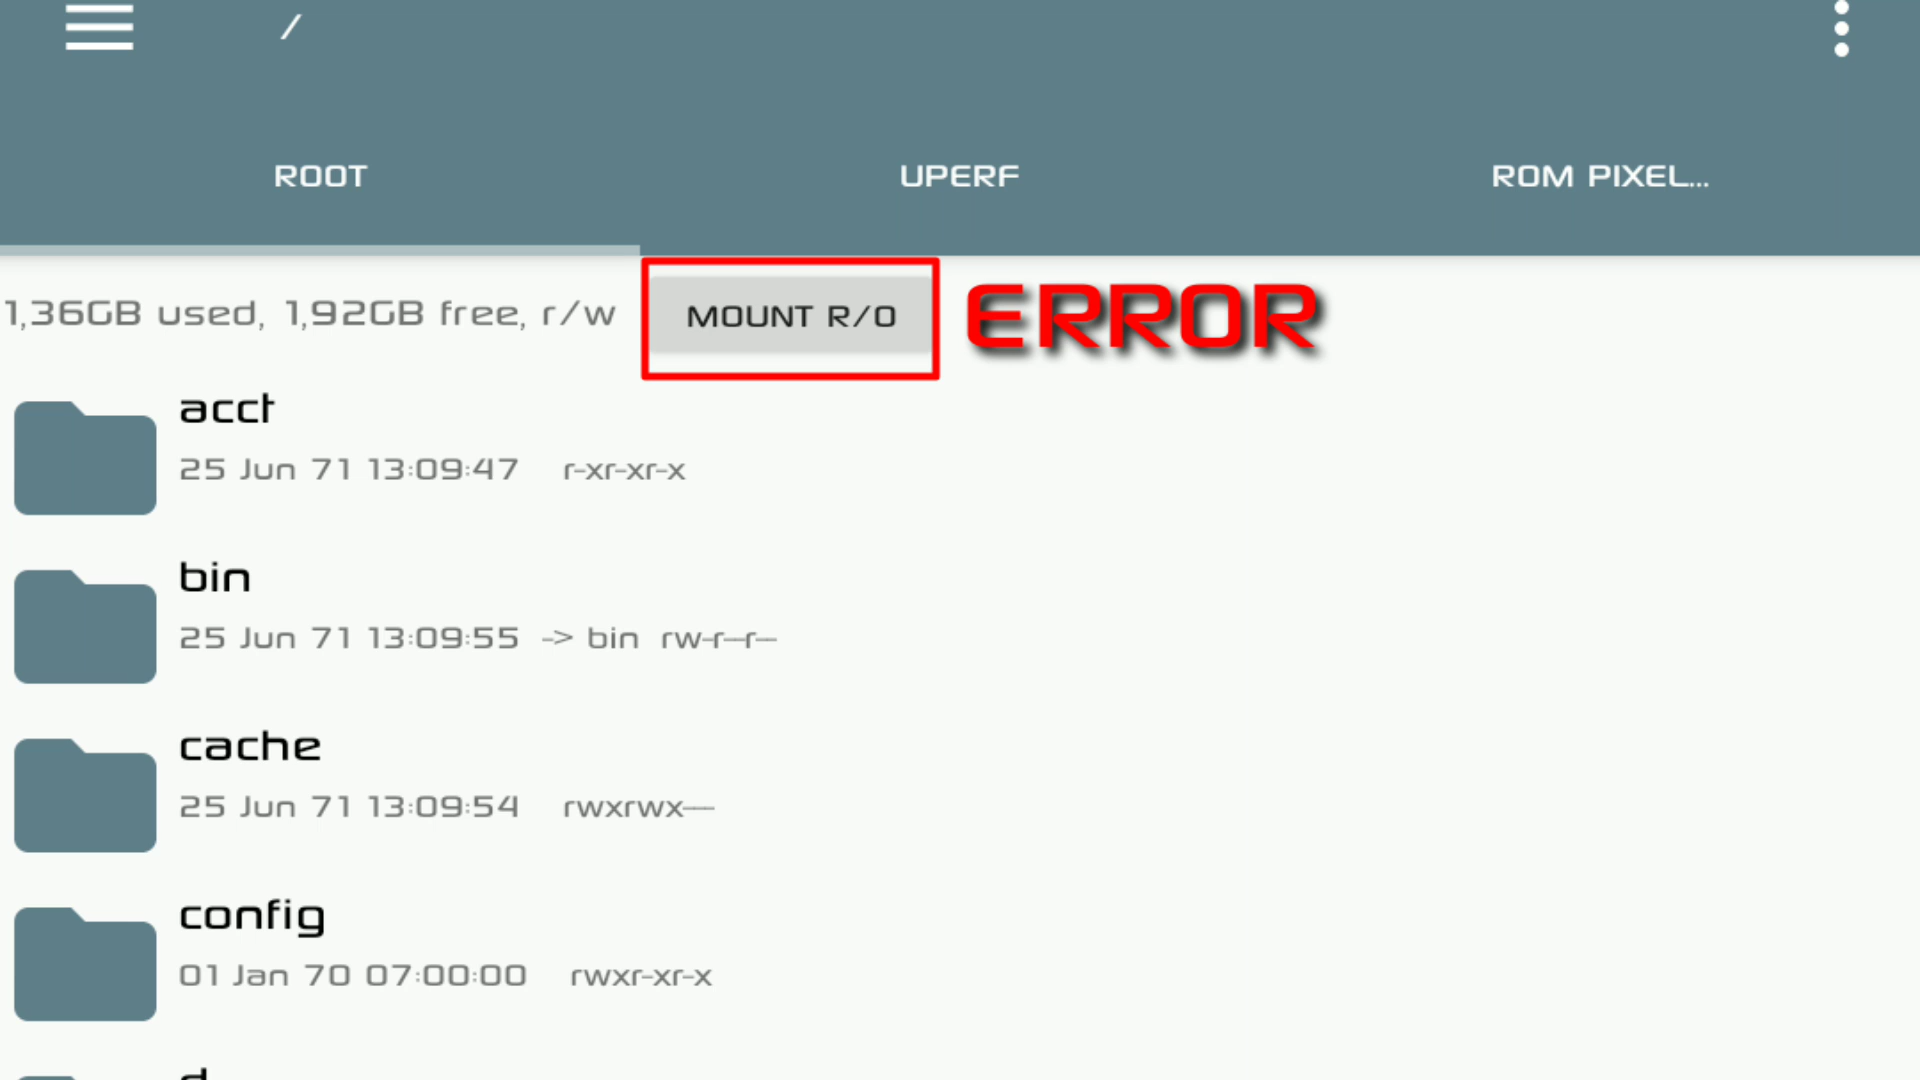 /
ROOT
UPERF
ROM PIXEL...
1,36GB used, 1,92GB free, r/w
MOUNT R/O
ERROR
acct
25 Jun 71 13:09:47 r-xr-xr-x
bin
25 Jun 71 13:09:55 -> bin rw-r--r--
cache
25 Jun 71 13:09:54 rwxrwx---
config
01 Jan 70 07:00:00 rwxr-xr-x
d